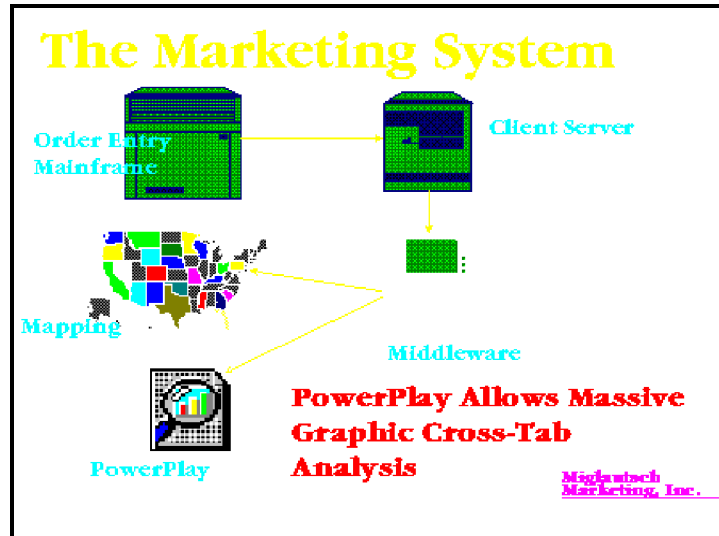 The Marketing System
Order Entry
Mainframe
Client Server
Mapping
Middleware
PowerPlay Allows Massive
Graphic Cross-Tab
Analysis
PowerPlay
Miglautsch
Marketing, Inc.